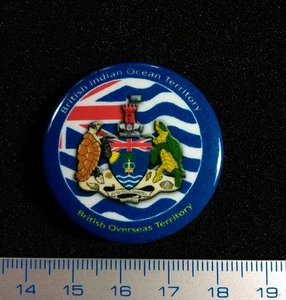 British Indian Ocean Territory
British Overseas Territory
14 15 16 17 18 19